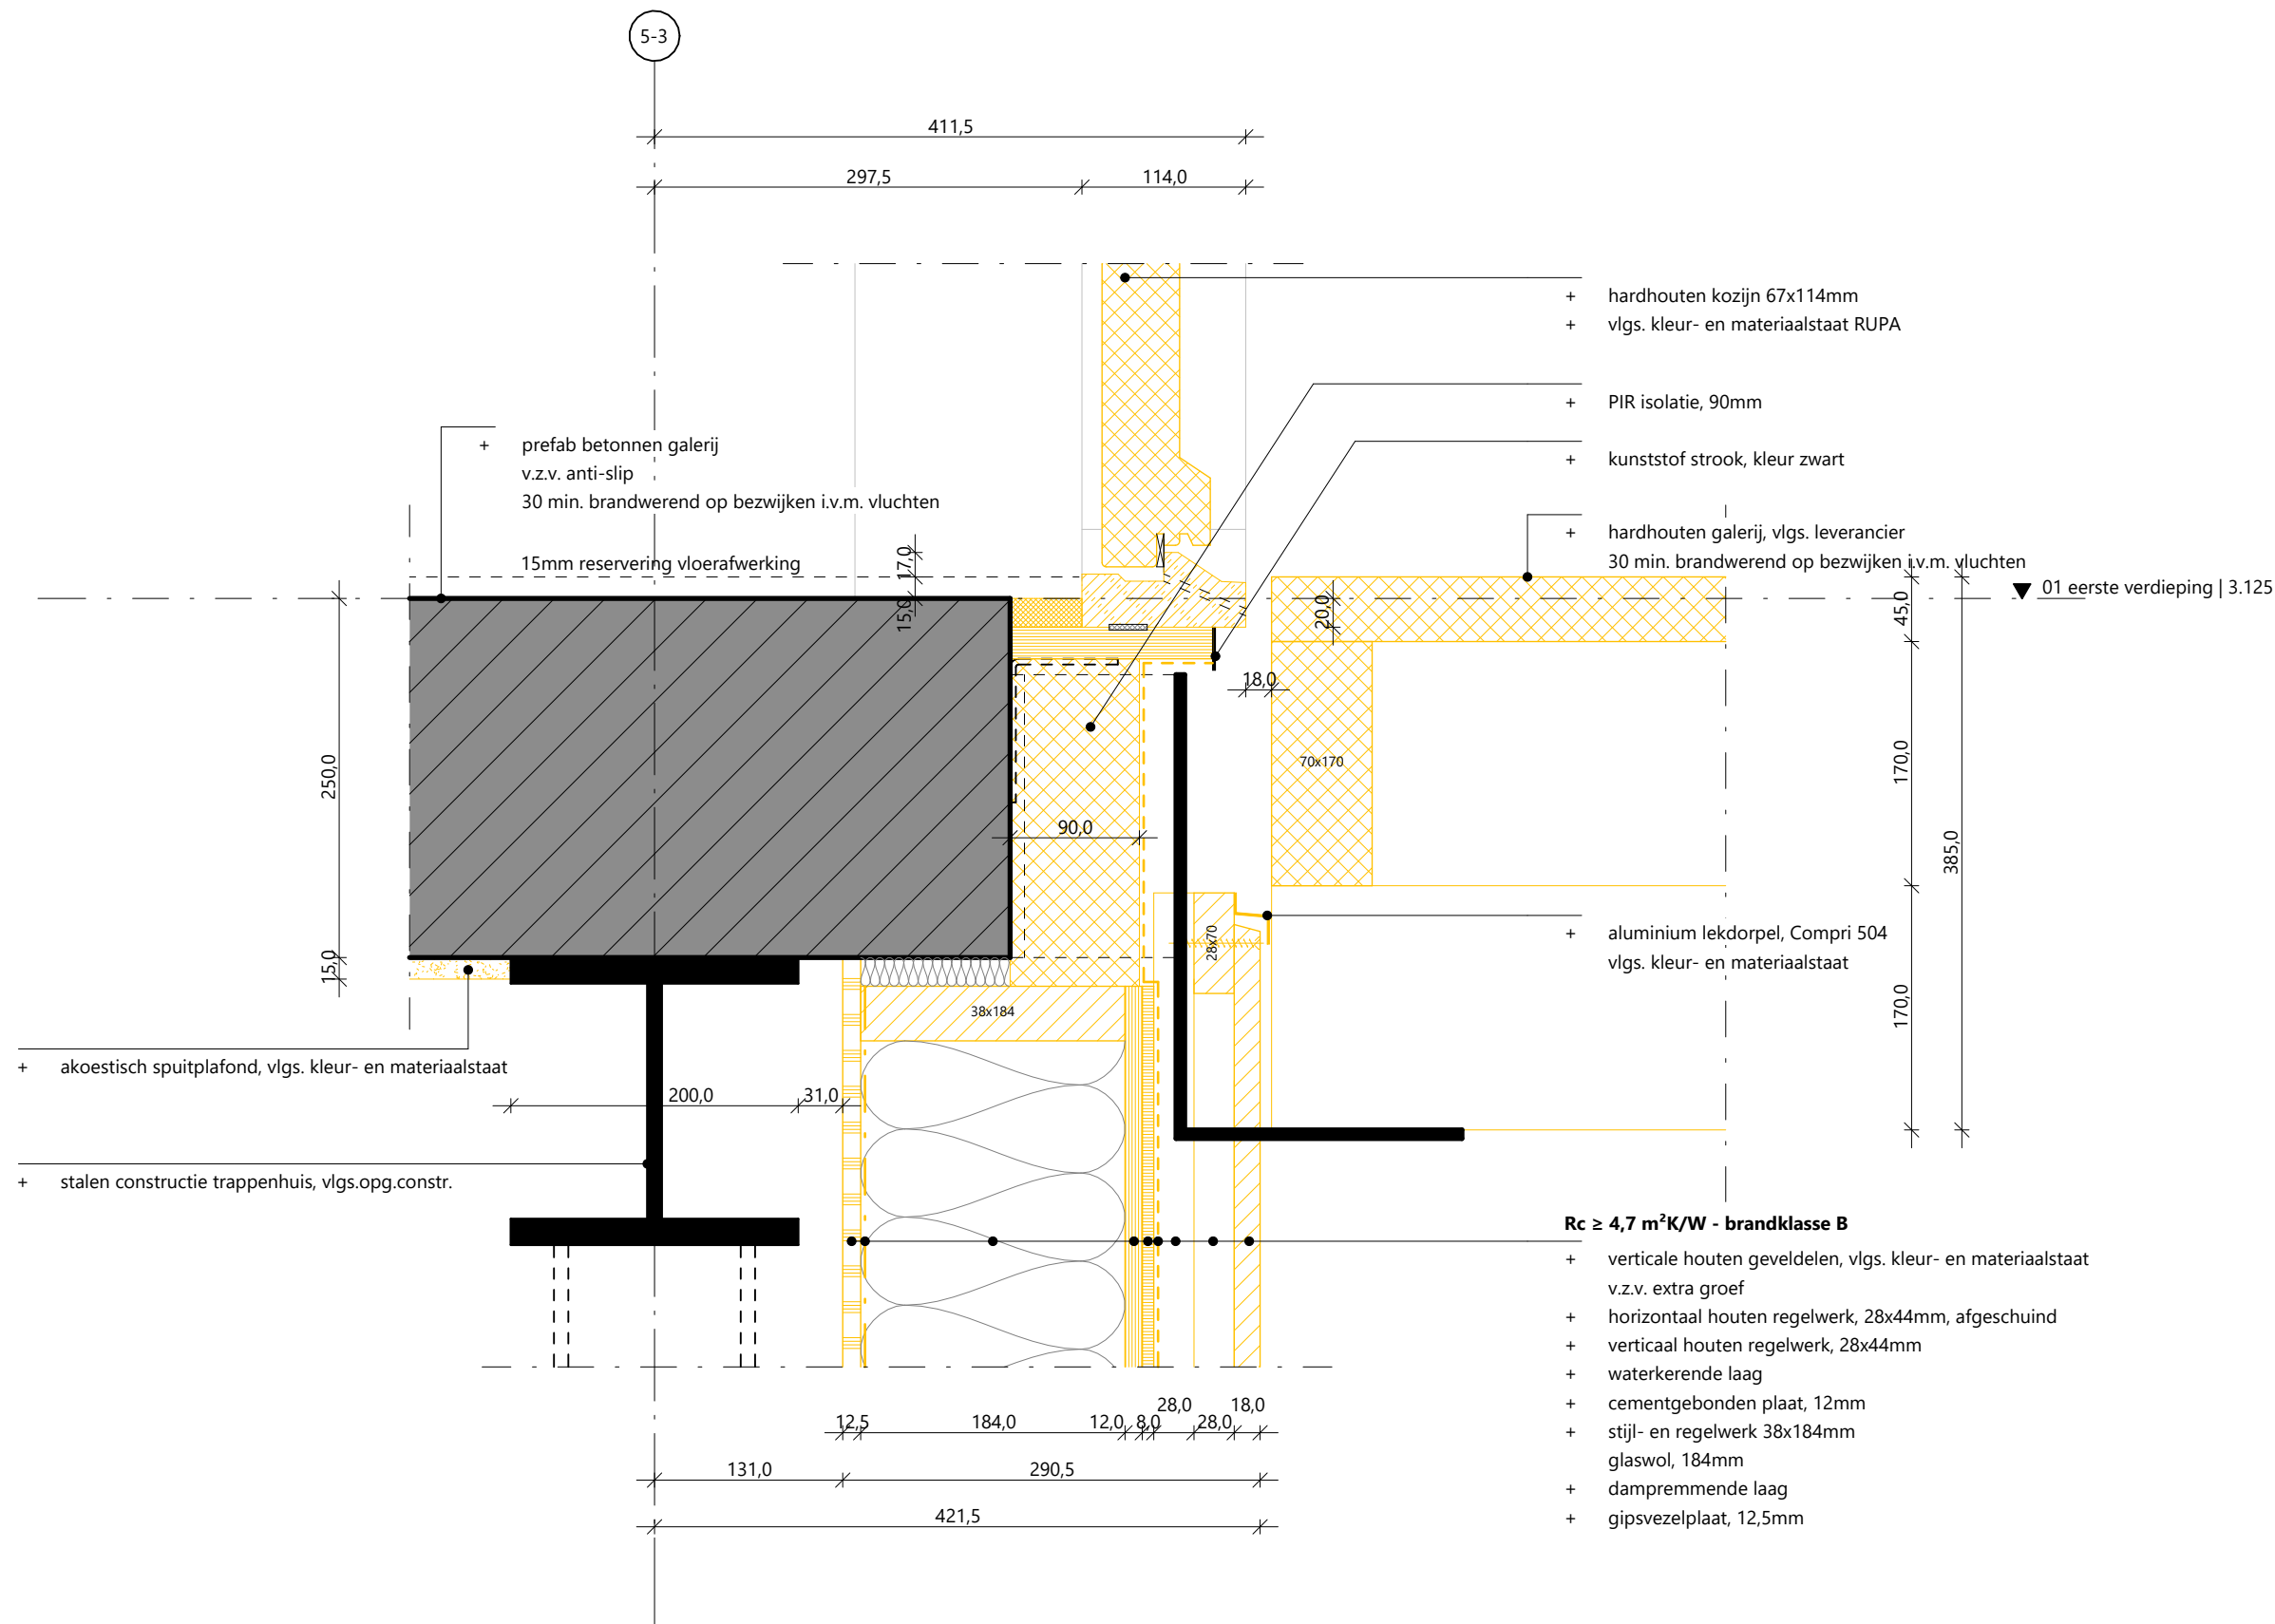 5-3
411,5
297,5
114,0
+ hardhouten kozijn 67x114mm
+ vlgs. kleur- en materiaalstaat RUPA
+ PIR isolatie, 90mm
+ kunststof strook, kleur zwart
+ prefab betonnen galerij
v.z.v. anti-slip
30 min. brandwerend op bezwijken i.v.m. vluchten
15mm reservering vloerafwerking
17,0
15,0
+ hardhouten galerij, vlgs. leverancier
30 min. brandwerend op bezwijken i.v.m. vluchten
01 eerste verdieping | 3.125
20,0
45,0
18,0
250,0
70x170
170,0
90,0
385,0
28x70
+ aluminium lekdorpel, Compri 504
vlgs. kleur- en materiaalstaat
15,0
38x184
170,0
+ akoestisch spuitplafond, vlgs. kleur- en materiaalstaat
200,0
31,0
+ stalen constructie trappenhuis, vlgs.opg.constr.
Rc ≥ 4,7 m²K/W - brandklasse B
+ verticale houten geveldelen, vlgs. kleur- en materiaalstaat
v.z.v. extra groef
+ horizontaal houten regelwerk, 28x44mm, afgeschuind
+ verticaal houten regelwerk, 28x44mm
+ waterkerende laag
+ cementgebonden plaat, 12mm
+ stijl- en regelwerk 38x184mm
glaswol, 184mm
+ dampremmende laag
+ gipsvezelplaat, 12,5mm
12,5
184,0
12,0
8,0
28,0
28,0
18,0
131,0
290,5
421,5